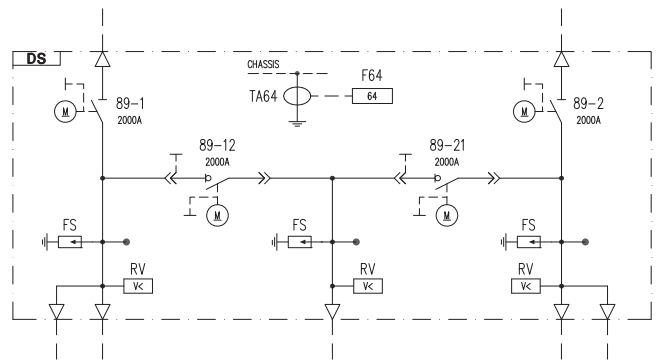 DS
CHASSIS
F64
TA64
64
89-1
2000A
M
89-2
2000A
M
89-12
2000A
M
89-21
2000A
M
FS
FS
FS
RV
V<
RV
V<
RV
V<